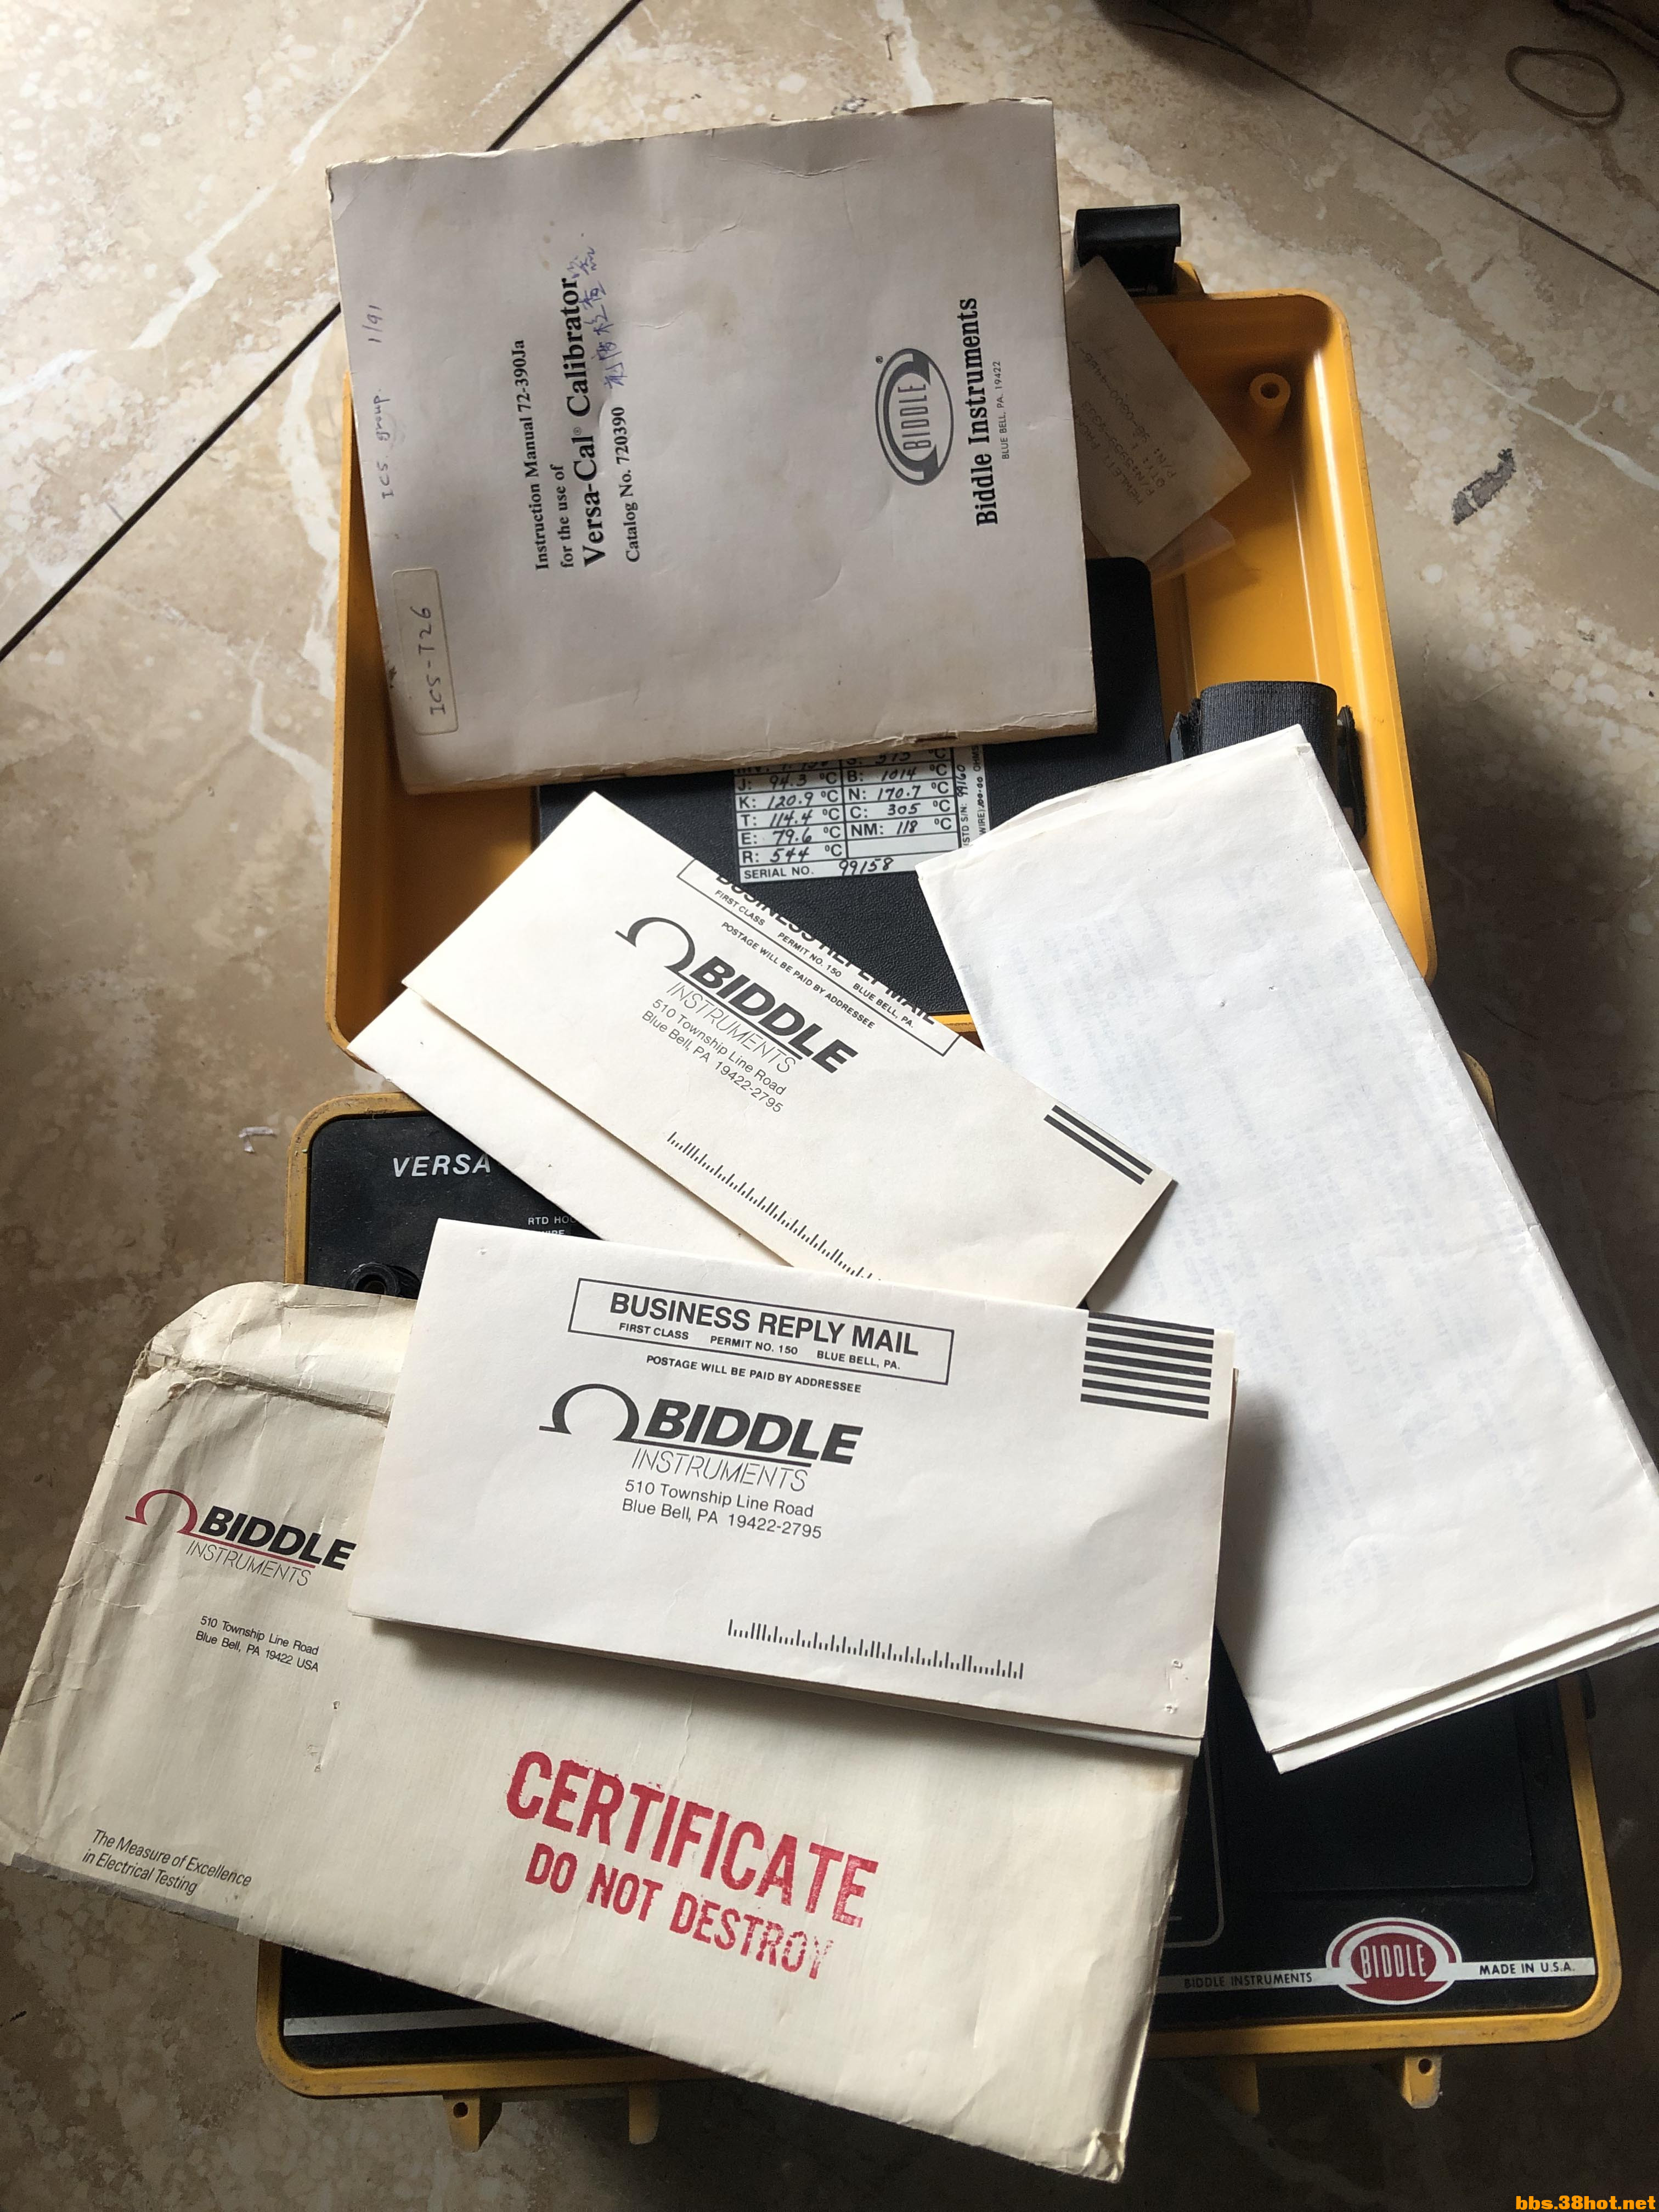 ICS group 1/91
Instruction Manual 72-390Ja
for the use of
Versa-Cal® Calibrator
Catalog No. 720390
ICS-T26
BIDDLE ®
Biddle Instruments
BLUE BELL, PA. 19422
J: 94.3 °C B: 1014 °C
K: 120.9 °C N: 170.7 °C
T: 114.4 °C C: 305 °C
E: 79.6 °C NM: 118 °C
R: 544 °C
SERIAL NO. 99158
STD S/N: 99160
FIRST CLASS PERMIT NO. 150 BLUE BELL, PA.
POSTAGE WILL BE PAID BY ADDRESSEE
BIDDLE
INSTRUMENTS
510 Township Line Road
Blue Bell, PA 19422-2795
VERSA
RTD
BUSINESS REPLY MAIL
FIRST CLASS PERMIT NO. 150 BLUE BELL, PA.
POSTAGE WILL BE PAID BY ADDRESSEE
BIDDLE
INSTRUMENTS
510 Township Line Road
Blue Bell, PA 19422-2795
BIDDLE
INSTRUMENTS
510 Township Line Road
Blue Bell, PA 19422 USA
CERTIFICATE
DO NOT DESTROY
The Measure of Excellence
in Electrical Testing
BIDDLE INSTRUMENTS
BIDDLE
MADE IN U.S.A.
bbs.38hot.net